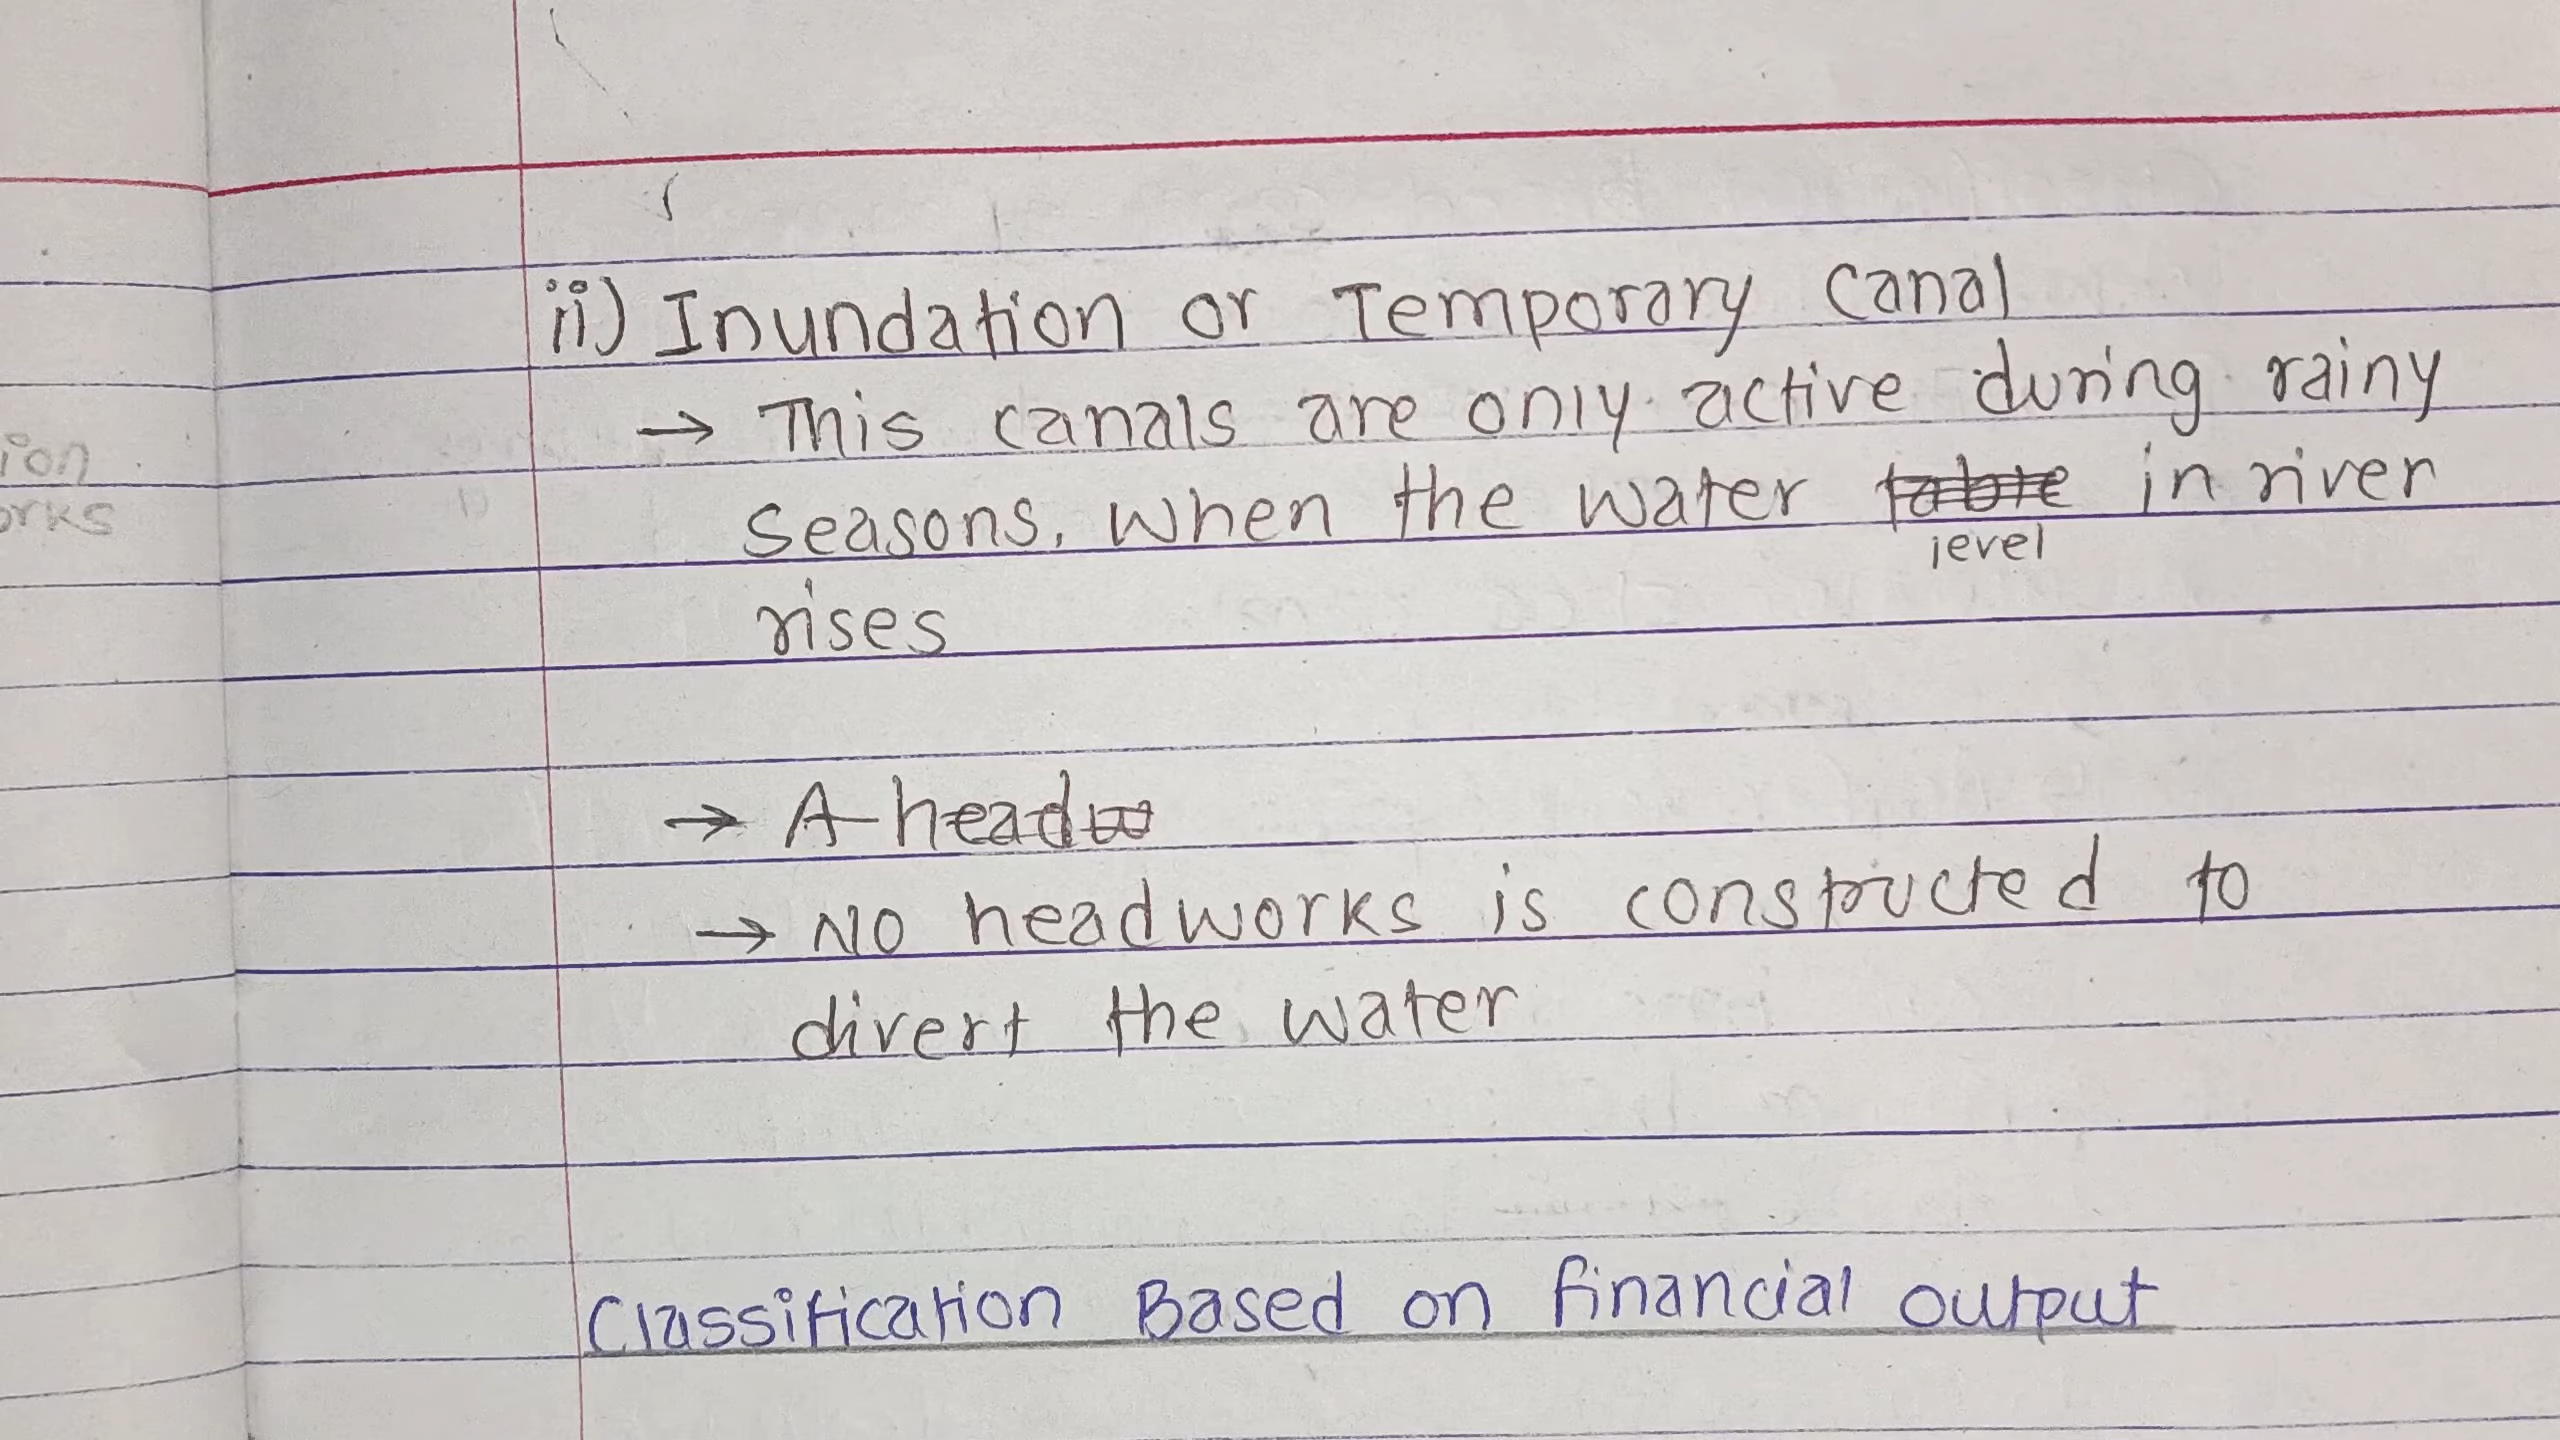 ii) Inundation or Temporary Canal
→ This canals are only active during rainy
seasons, when the water ~~table~~ in river
level
rises
→ ~~A headw~~
→ No headworks is constructed to
divert the water
Classification Based on financial output
ion
orks